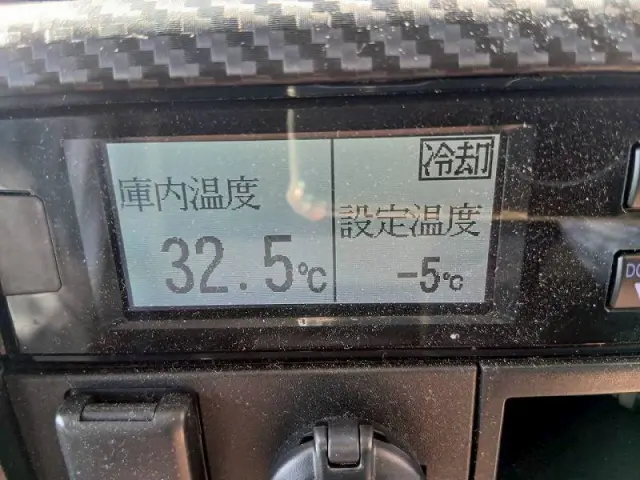 庫内温度
32.5℃
冷却
設定温度
-5℃